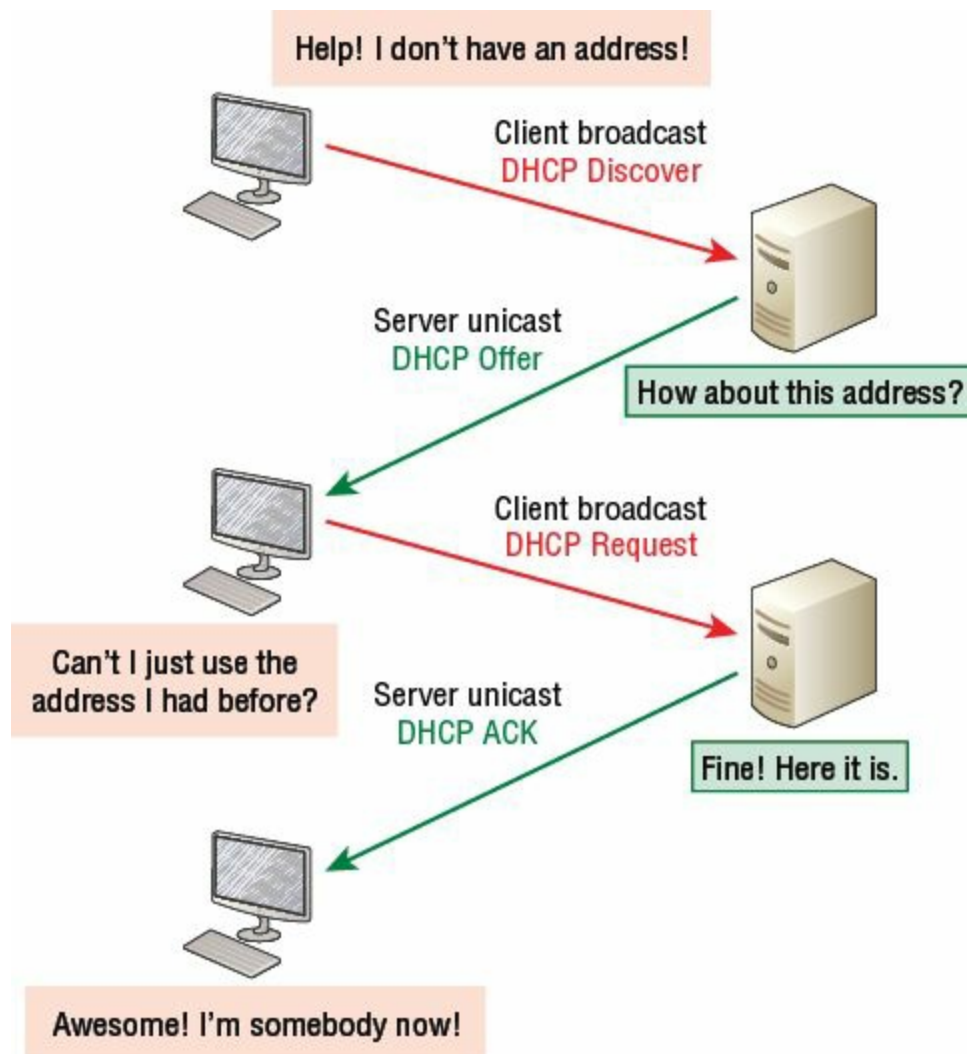 Help! I don't have an address!
Client broadcast
DHCP Discover
Server unicast
DHCP Offer
How about this address?
Client broadcast
DHCP Request
Can't I just use the
address I had before?
Server unicast
DHCP ACK
Fine! Here it is.
Awesome! I'm somebody now!